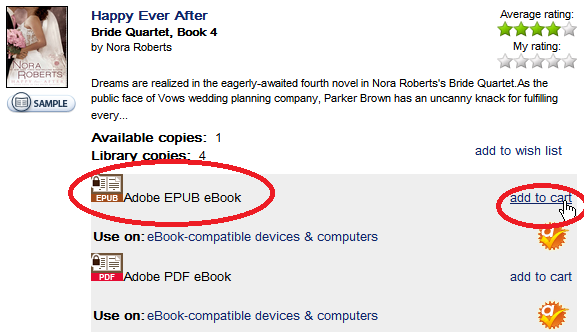 Happy Ever After
Average rating:
Bride Quartet, Book 4
by Nora Roberts
My rating:
NORA
ROBERTS
SAMPLE
Dreams are realized in the eagerly-awaited fourth novel in Nora Roberts's Bride Quartet.As the
public face of Vows wedding planning company, Parker Brown has an uncanny knack for fulfilling
every...
Available copies: 1
Library copies: 4
add to wish list
EPUB
Adobe EPUB eBook
add to cart
Use on: eBook-compatible devices & computers
PDF
Adobe PDF eBook
add to cart
Use on: eBook-compatible devices & computers